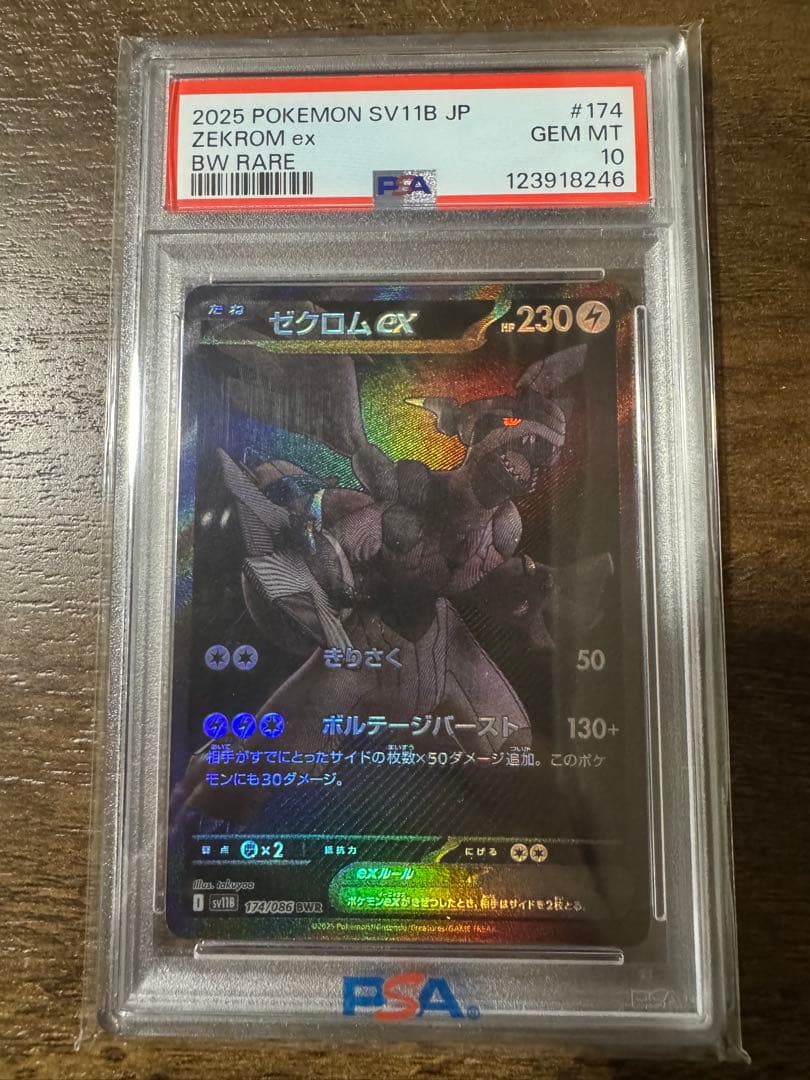 2025 POKEMON SV11B JP #174
ZEKROM ex GEM MT
BW RARE 10
PSA 123918246
たね ゼクロムex HP 230
きりさく 50
ボルテージバースト 130+
相手がすでにとったサイドの枚数×50ダメージ追加。このポケ
モンにも30ダメージ。
弱点 ×2 抵抗力 にげる
exルール
ポケモンexがきぜつしたとき、相手はサイドを2枚とる。
Illus. takuyoa
I sv11B 174/086 BWR
©2025 Pokémon/Nintendo/Creatures/GAME FREAK
PSA
PSA